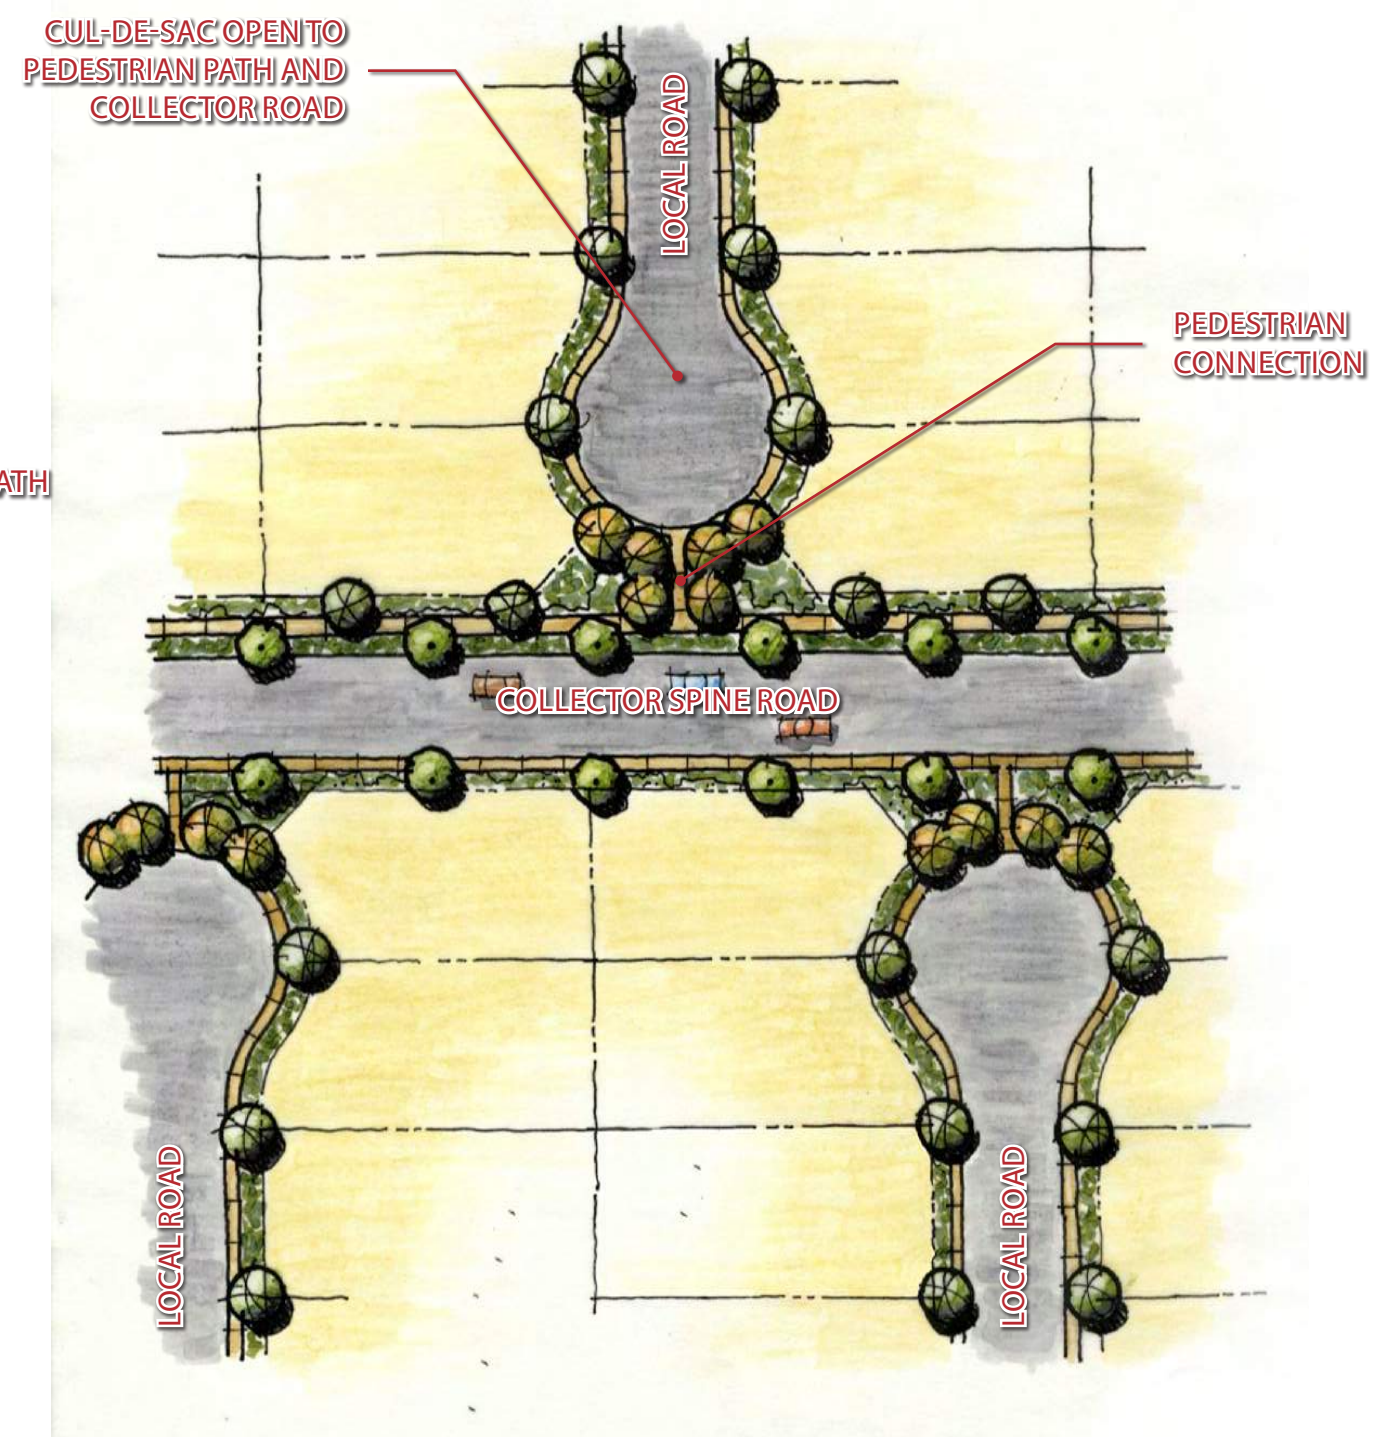 CUL-DE-SAC OPEN TO
PEDESTRIAN PATH AND
COLLECTOR ROAD
LOCAL ROAD
PEDESTRIAN
CONNECTION
ATH
COLLECTOR SPINE ROAD
LOCAL ROAD
LOCAL ROAD